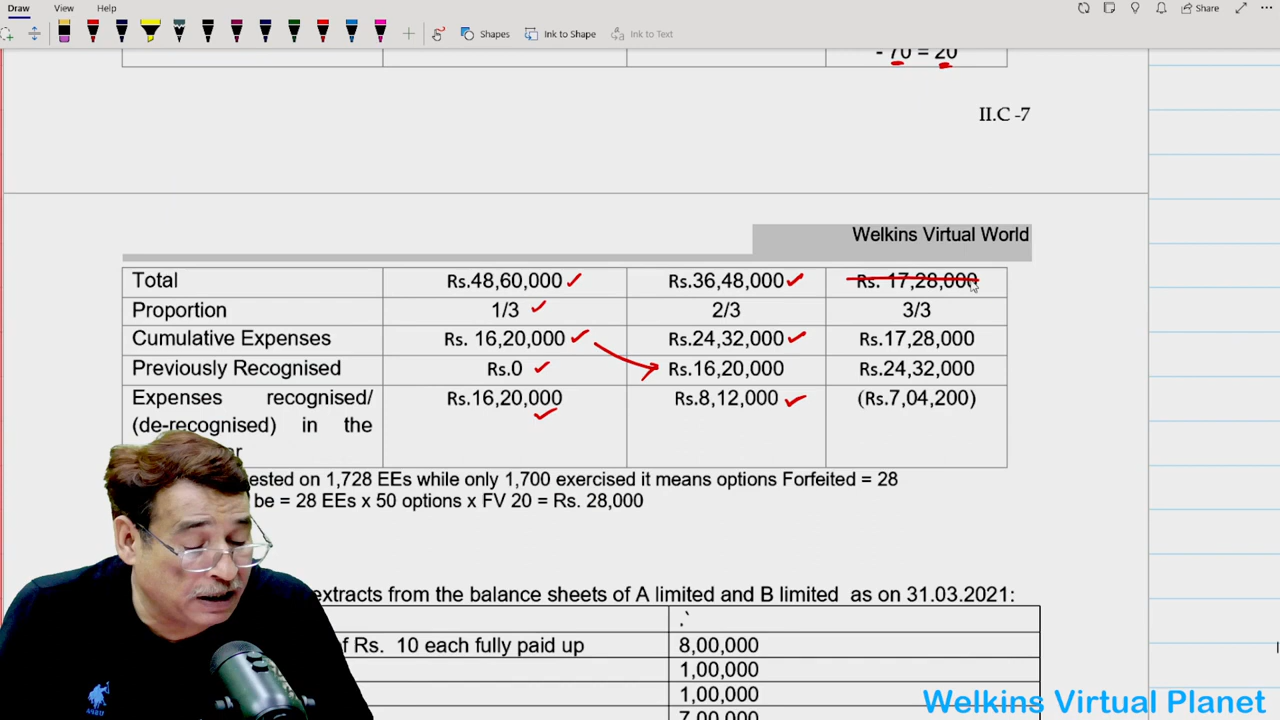 Draw View Help Share
Shapes Ink to Shape Ink to Text
- 70 = 20
II.C -7
Welkins Virtual World
Total Rs.48,60,000 Rs.36,48,000 Rs. 17,28,000
Proportion 1/3 2/3 3/3
Cumulative Expenses Rs. 16,20,000 Rs.24,32,000 Rs.17,28,000
Previously Recognised Rs.0 Rs.16,20,000 Rs.24,32,000
Expenses recognised/ Rs.16,20,000 Rs.8,12,000 (Rs.7,04,200)
(de-recognised) in the
ested on 1,728 EEs while only 1,700 exercised it means options Forfeited = 28
be = 28 EEs x 50 options x FV 20 = Rs. 28,000
extracts from the balance sheets of A limited and B limited as on 31.03.2021:
of Rs. 10 each fully paid up 8,00,000
1,00,000
1,00,000
7,00,000
Welkins Virtual Planet